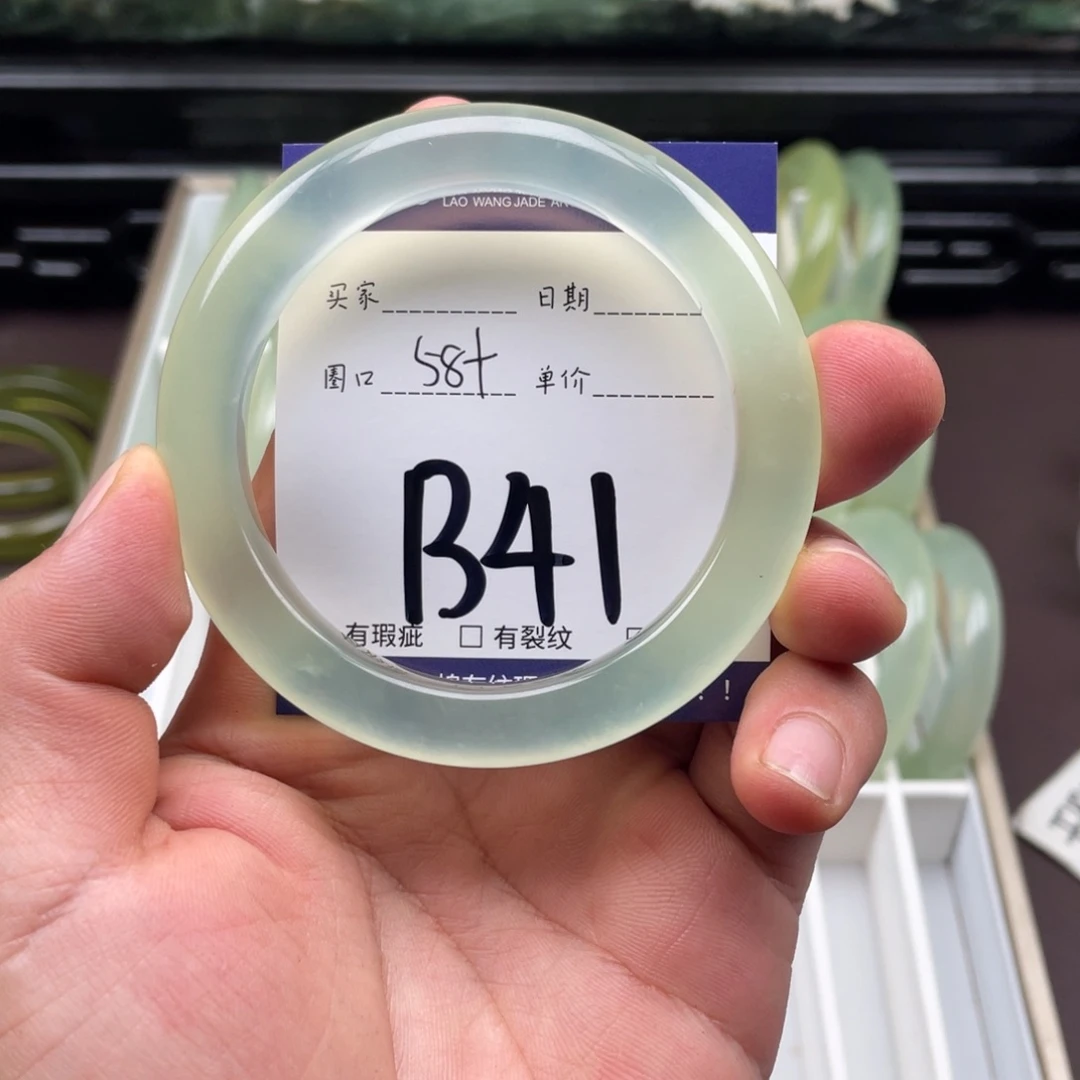 LAO WANG JADE
买家 日期
圈口 58+ 单价
B41
有瑕疵 □ 有裂纹 □
！